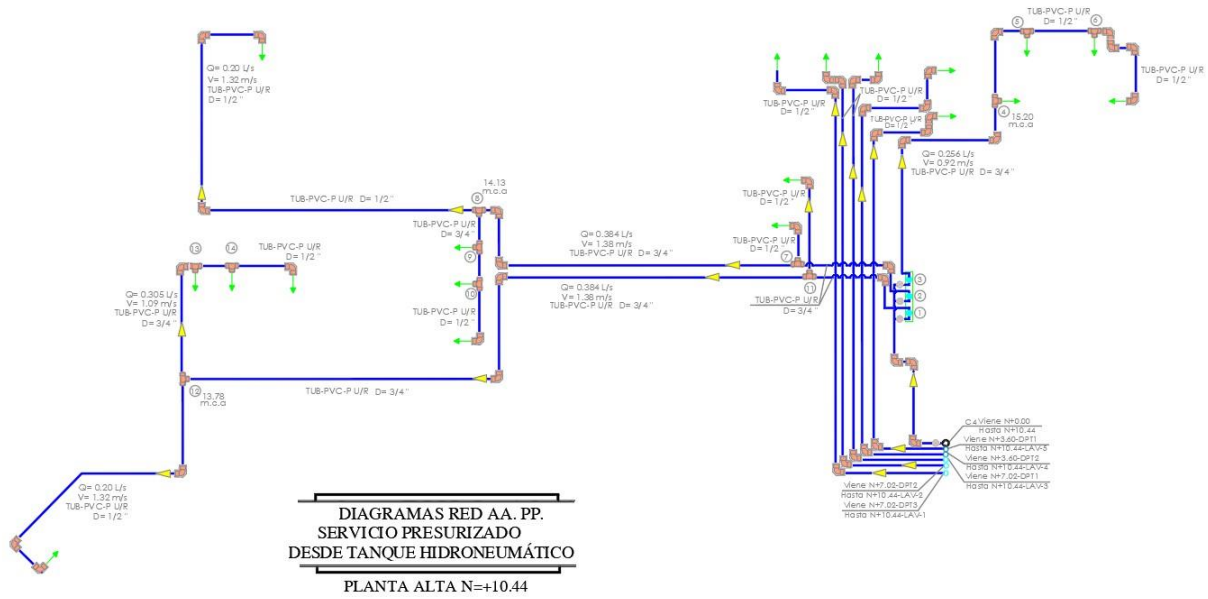 TUB-PVC-P U/R
D= 1/2 "
5
6
TUB-PVC-P U/R
D= 1/2 "
4
15.20
m.c.a
Q= 0.256 L/s
V= 0.92 m/s
TUB-PVC-P U/R
D= 3/4 "
TUB-PVC-P U/R
D= 1/2 "
TUB-PVC-P U/R
D= 1/2 "
TUB-PVC-P U/R
D= 1/2 "
Q= 0.20 L/s
V= 1.32 m/s
TUB-PVC-P U/R
D= 1/2 "
TUB-PVC-P U/R D= 1/2 "
14.13
m.c.a
8
TUB-PVC-P U/R
D= 3/4 "
9
10
TUB-PVC-P U/R
D= 1/2 "
TUB-PVC-P U/R
D= 1/2 "
TUB-PVC-P U/R
D= 1/2 "
7
11
Q= 0.384 L/s
V= 1.38 m/s
TUB-PVC-P U/R D= 3/4 "
Q= 0.384 L/s
V= 1.38 m/s
TUB-PVC-P U/R D= 3/4 "
TUB-PVC-P U/R
D= 3/4 "
3
2
1
13
14
TUB-PVC-P U/R
D= 1/2 "
Q= 0.305 L/s
V= 1.09 m/s
TUB-PVC-P U/R
D= 3/4 "
12
13.78
m.c.a
TUB-PVC-P U/R D= 3/4 "
Q= 0.20 L/s
V= 1.32 m/s
TUB-PVC-P U/R
D= 1/2 "
C4 Viene N+0.00
Hasta N+10.44
Viene N+3.60-DPT1
Hasta N+10.44-LAV-5
Viene N+3.60-DPT2
Hasta N+10.44-LAV-4
Viene N+7.02-DPT1
Hasta N+10.44-LAV-3
Viene N+7.02-DPT2
Hasta N+10.44-LAV-2
Viene N+7.02-DPT3
Hasta N+10.44-LAV-1
DIAGRAMAS RED AA. PP.
SERVICIO PRESURIZADO
DESDE TANQUE HIDRONEUMÁTICO
PLANTA ALTA N=+10.44